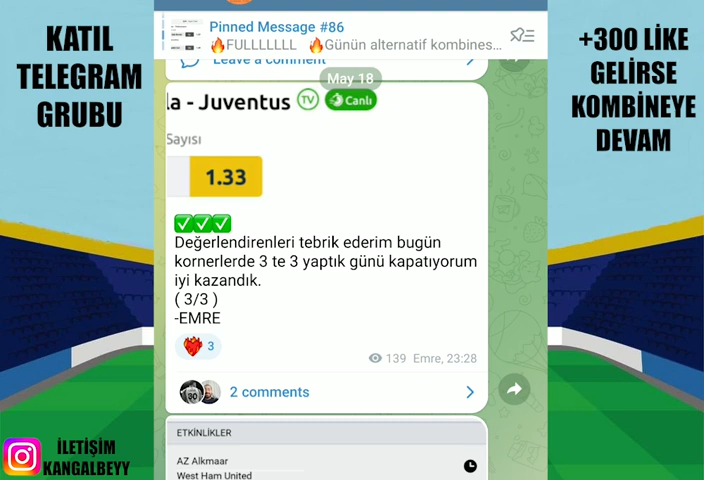 KATIL
TELEGRAM
GRUBU
Pinned Message #86
🔥FULLLLLLL 🔥Günün alternatif kombines...
Leave a comment
May 18
la - Juventus TV Canlı
Sayısı
1.33
✅✅✅
Değerlendirenleri tebrik ederim bugün
kornerlerde 3 te 3 yaptık günü kapatıyorum
iyi kazandık.
( 3/3 )
-EMRE
3
139 Emre, 23:28
2 comments
ETKİNLİKLER
AZ Alkmaar
West Ham United
+300 LİKE
GELİRSE
KOMBİNEYE
DEVAM
İLETİŞİM
KANGALBEYY